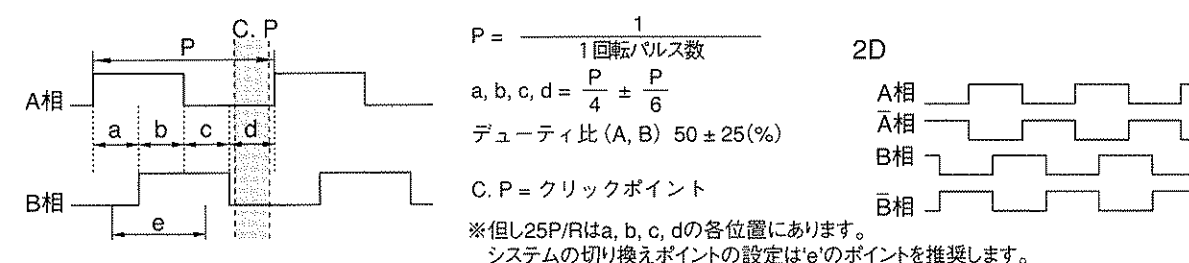 C. P
P
A相
a b c d
B相
e
P = 1 / 1回転パルス数
a, b, c, d = P/4 ± P/6
デューティ比 (A, B) 50 ± 25(%)
C. P = クリックポイント
※但し25P/Rはa, b, c, dの各位置にあります。
システムの切り換えポイントの設定は'e'のポイントを推奨します。
2D
A相
A̅相
B相
B̅相